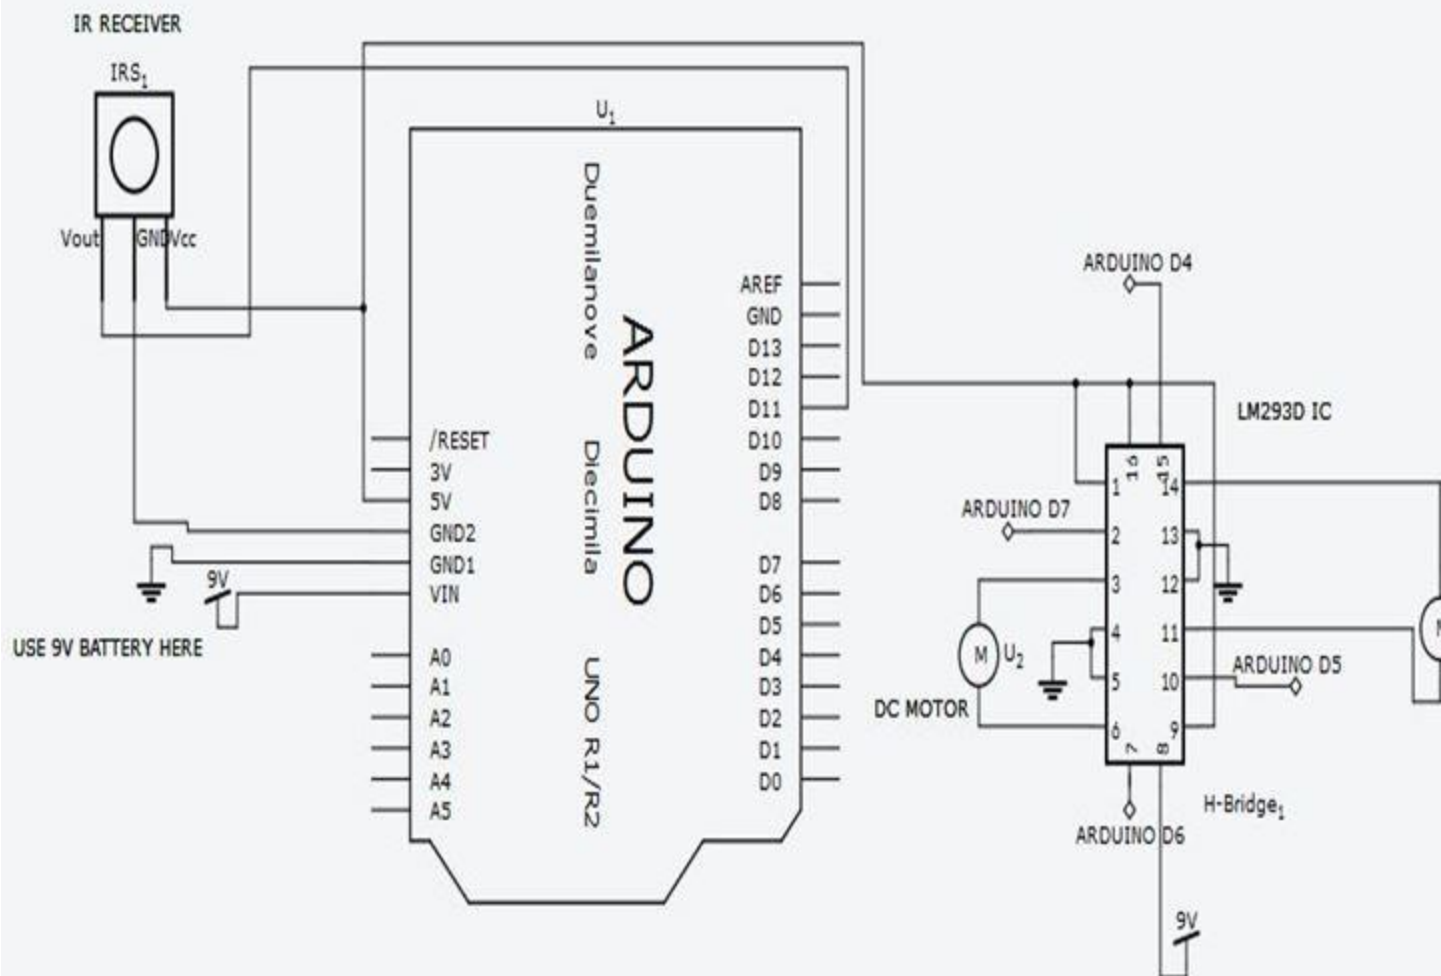 IR RECEIVER
IRS1
Vout
GND
Vcc
U1
Duemilanove
Diecimila
UNO R1/R2
ARDUINO
/RESET
3V
5V
GND2
GND1
VIN
A0
A1
A2
A3
A4
A5
AREF
GND
D13
D12
D11
D10
D9
D8
D7
D6
D5
D4
D3
D2
D1
D0
9V
USE 9V BATTERY HERE
ARDUINO D4
LM293D IC
16
15
1
14
ARDUINO D7
2
13
3
12
4
11
M
U2
DC MOTOR
5
10
ARDUINO D5
6
9
7
8
H-Bridge1
ARDUINO D6
9V